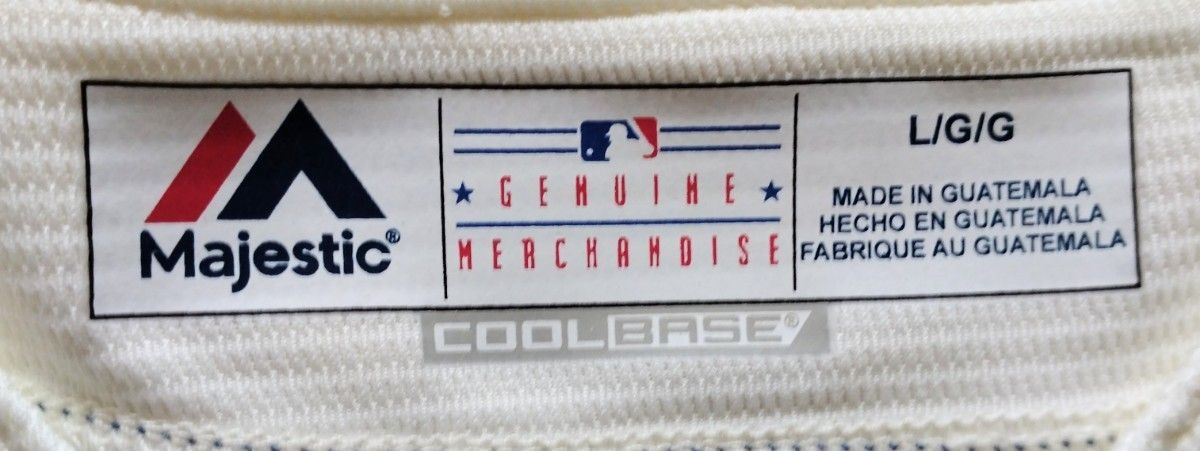 Majestic®
GENUINE
MERCHANDISE
L/G/G
MADE IN GUATEMALA
HECHO EN GUATEMALA
FABRIQUE AU GUATEMALA
COOLBASE®